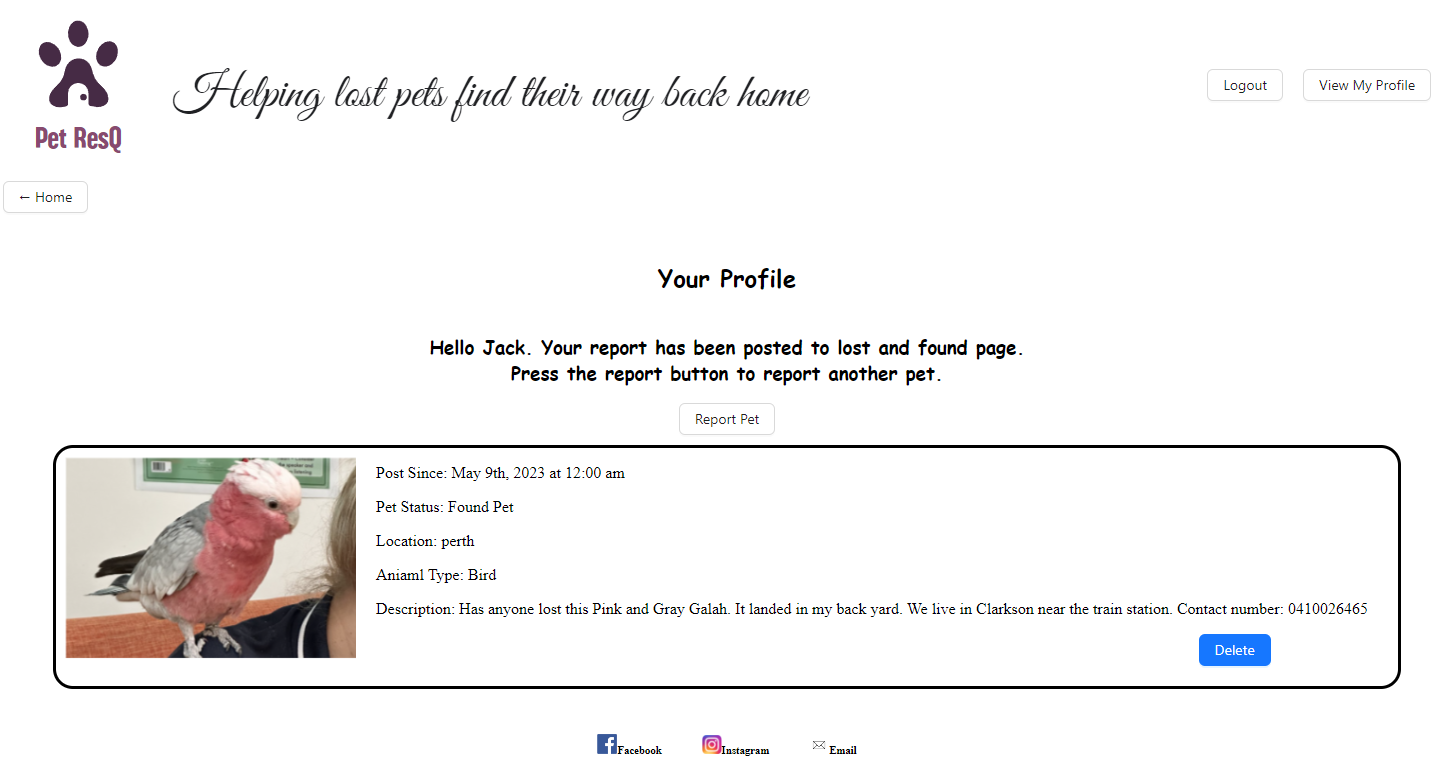 Pet ResQ
Helping lost pets find their way back home
Logout
View My Profile
← Home
Your Profile
Hello Jack. Your report has been posted to lost and found page.
Press the report button to report another pet.
Report Pet
Post Since: May 9th, 2023 at 12:00 am
Pet Status: Found Pet
Location: perth
Aniaml Type: Bird
Description: Has anyone lost this Pink and Gray Galah. It landed in my back yard. We live in Clarkson near the train station. Contact number: 0410026465
Delete
Facebook
Instagram
Email